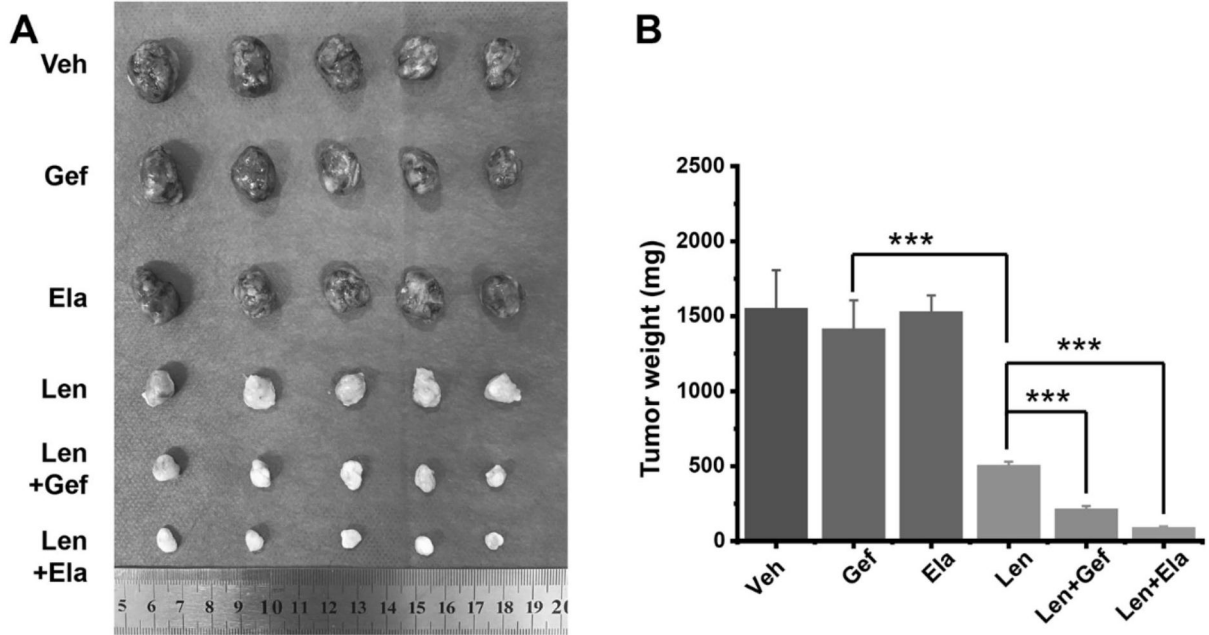 A
Veh
Gef
Ela
Len
Len
+Gef
Len
+Ela
5 6 7 8 9 10 11 12 13 14 15 16 17 18 19 20
B
Tumor weight (mg)
2500
2000
1500
1000
500
0
***
***
***
Veh
Gef
Ela
Len
Len+Gef
Len+Ela